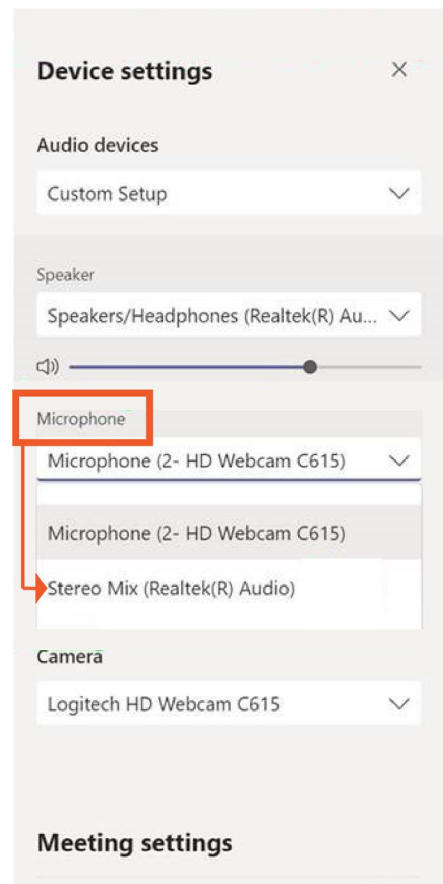 Device settings
Audio devices
Custom Setup
Speaker
Speakers/Headphones (Realtek(R) Au...
Microphone
Microphone (2- HD Webcam C615)
Microphone (2- HD Webcam C615)
Stereo Mix (Realtek(R) Audio)
Camera
Logitech HD Webcam C615
Meeting settings